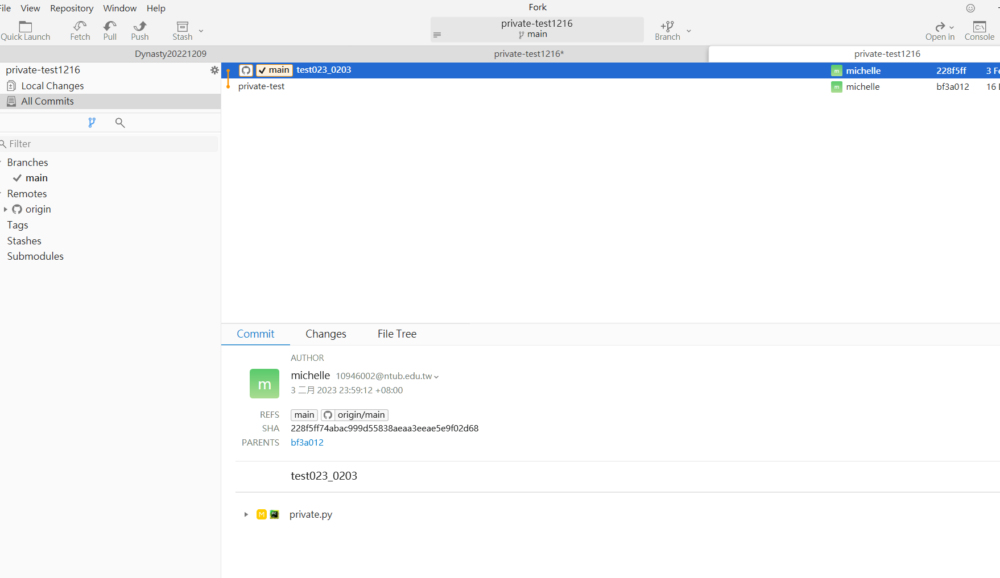 File View Repository Window Help
Fork
Quick Launch Fetch Pull Push Stash
private-test1216
main
Branch
Open in Console
Dynasty20221209 private-test1216* private-test1216
private-test1216
Local Changes
All Commits
Filter
Branches
main
Remotes
origin
Tags
Stashes
Submodules
main test023_0203 m michelle 228f5ff 3 Fe
private-test m michelle bf3a012 16
Commit Changes File Tree
AUTHOR
m
michelle 10946002@ntub.edu.tw
3 二月 2023 23:59:12 +08:00
REFS main origin/main
SHA 228f5ff74abac999d55838aeaa3eeae5e9f02d68
PARENTS bf3a012
test023_0203
M PC private.py